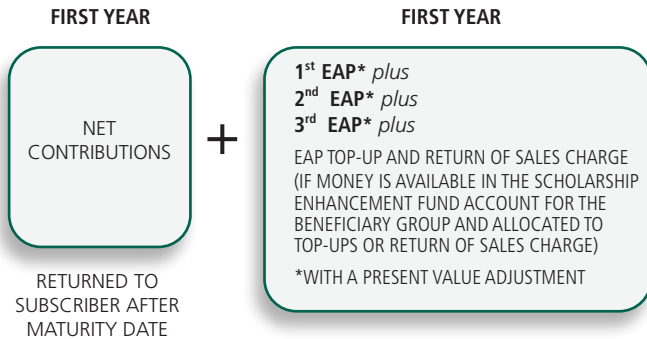 FIRST YEAR
NET
CONTRIBUTIONS
RETURNED TO
SUBSCRIBER AFTER
MATURITY DATE
+
FIRST YEAR
1st EAP* plus
2nd EAP* plus
3rd EAP* plus
EAP TOP-UP AND RETURN OF SALES CHARGE
(IF MONEY IS AVAILABLE IN THE SCHOLARSHIP
ENHANCEMENT FUND ACCOUNT FOR THE
BENEFICIARY GROUP AND ALLOCATED TO
TOP-UPS OR RETURN OF SALES CHARGE)
*WITH A PRESENT VALUE ADJUSTMENT